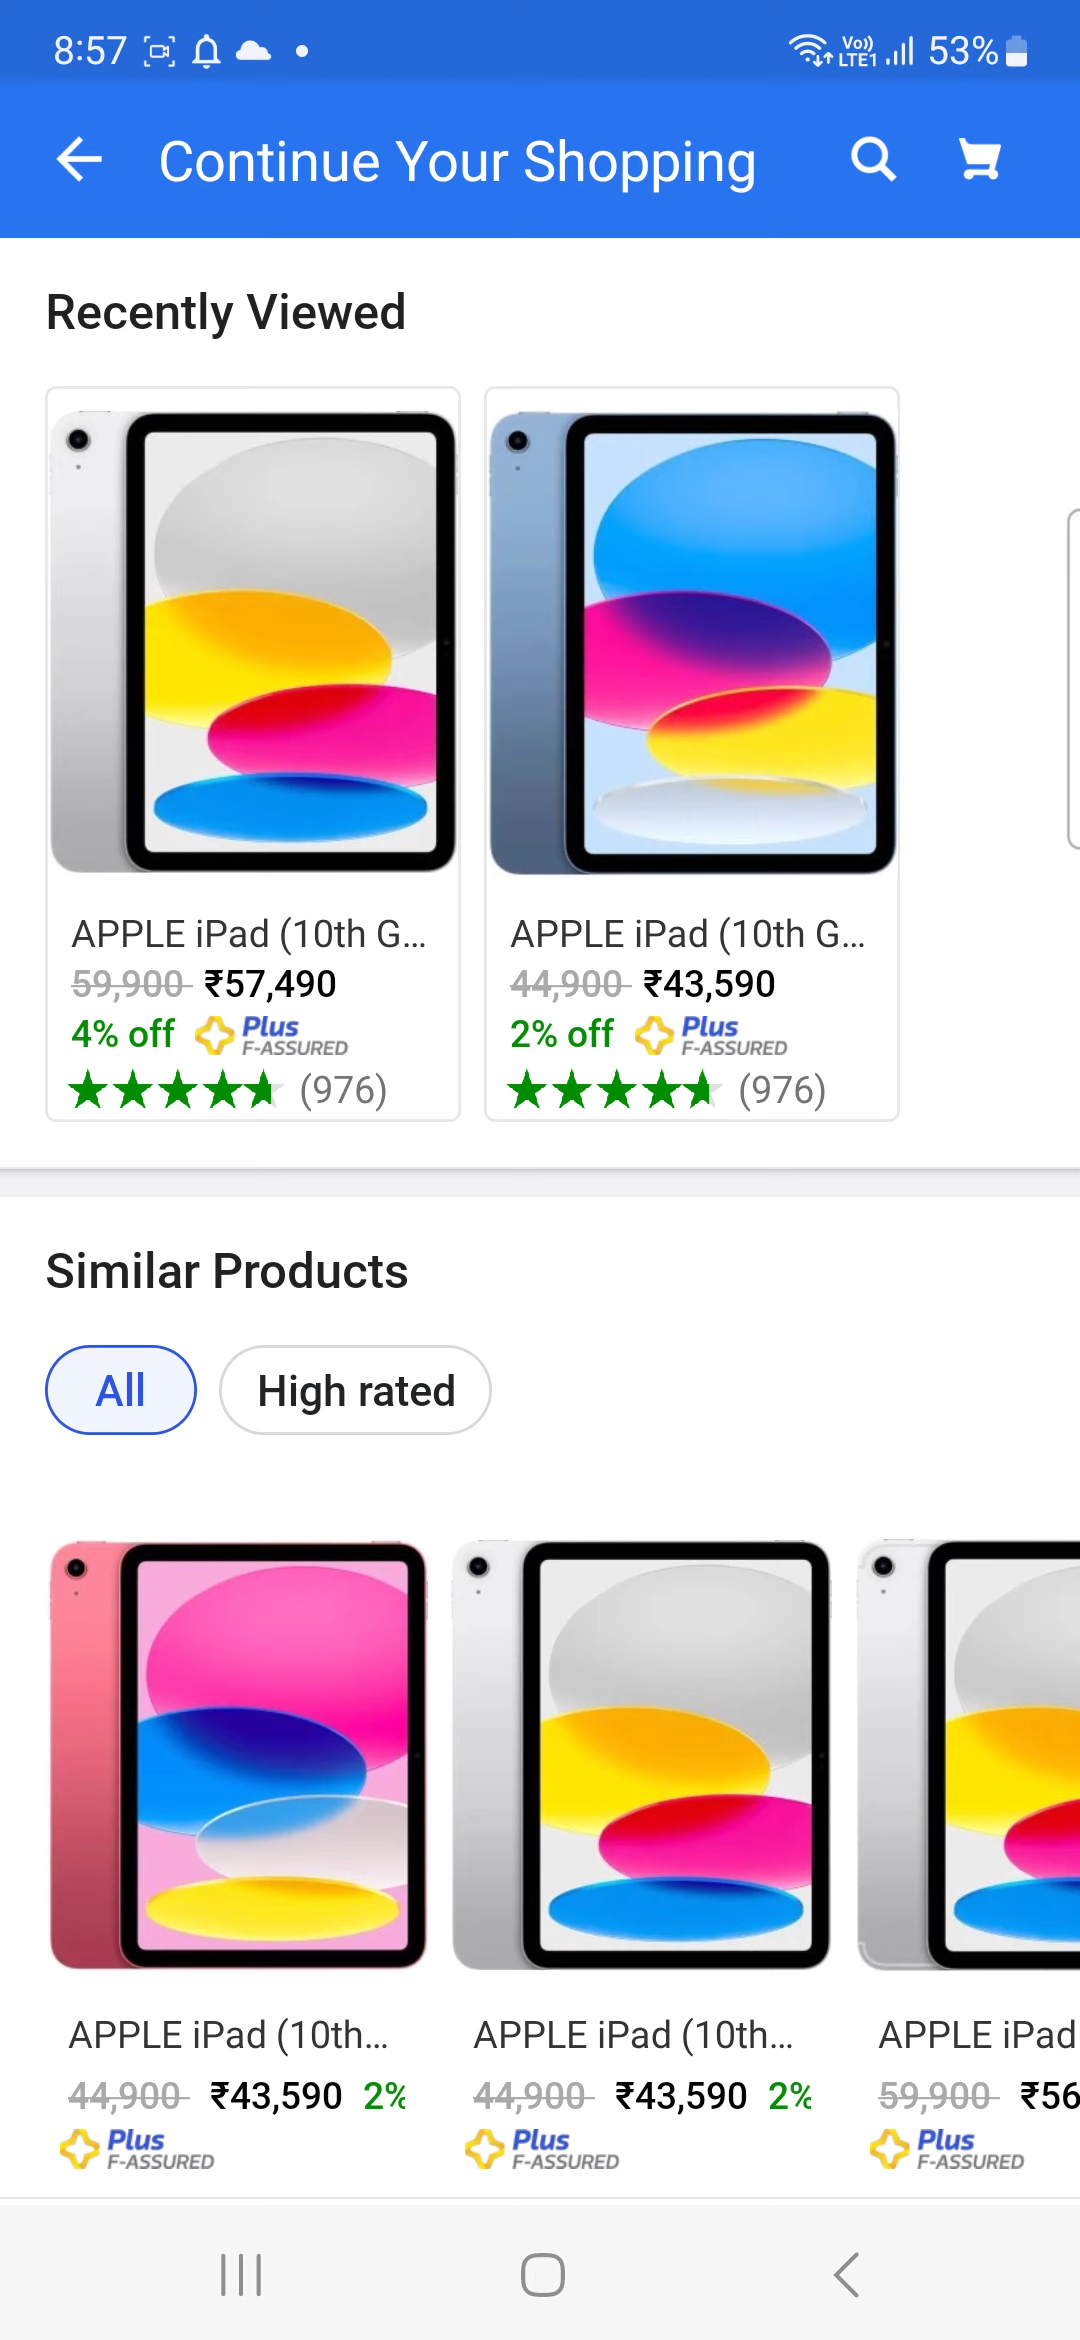 8:57 Vo)) LTE1 53%
Continue Your Shopping
Recently Viewed
APPLE iPad (10th G... APPLE iPad (10th G...
59,900 ₹57,490 44,900 ₹43,590
4% off Plus F-ASSURED 2% off Plus F-ASSURED
(976) (976)
Similar Products
All High rated
APPLE iPad (10th... APPLE iPad (10th... APPLE iPad
44,900 ₹43,590 2% 44,900 ₹43,590 2% 59,900 ₹56
Plus F-ASSURED Plus F-ASSURED Plus F-ASSURED